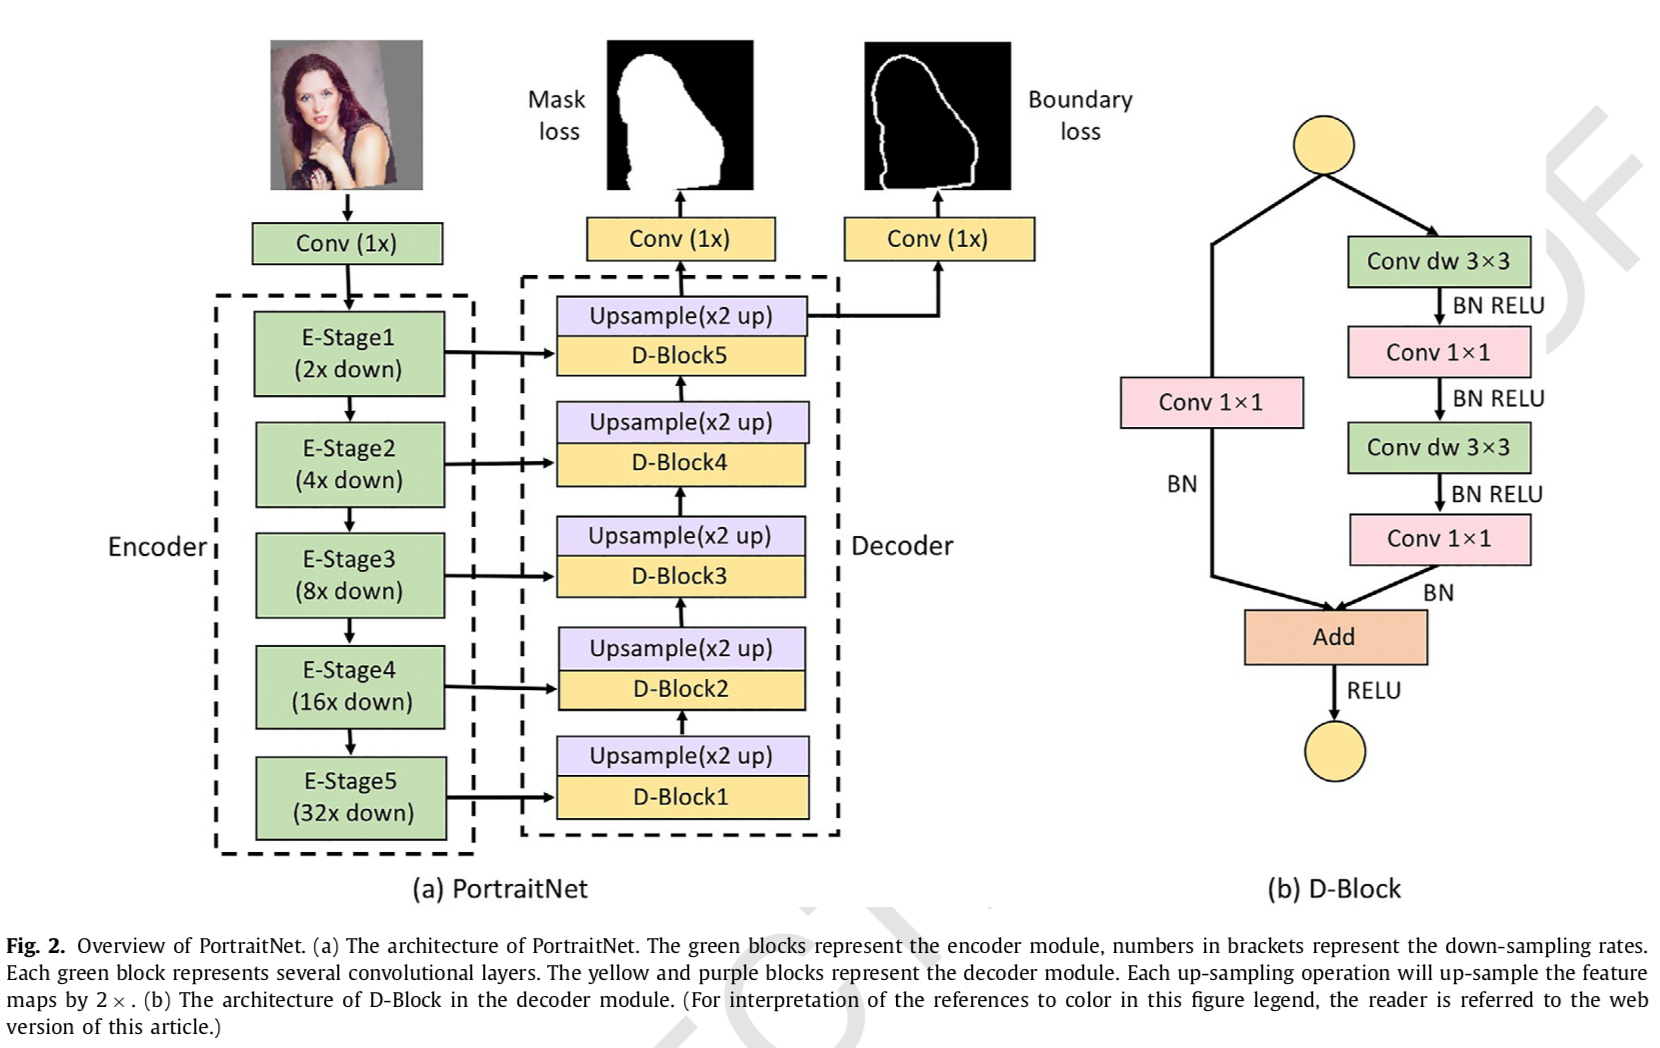 Mask
loss
Boundary
loss
Conv (1x)
Conv (1x)
Conv (1x)
Encoder
E-Stage1
(2x down)
E-Stage2
(4x down)
E-Stage3
(8x down)
E-Stage4
(16x down)
E-Stage5
(32x down)
Upsample(x2 up)
D-Block5
Upsample(x2 up)
D-Block4
Upsample(x2 up)
D-Block3
Upsample(x2 up)
D-Block2
Upsample(x2 up)
D-Block1
Decoder
(a) PortraitNet
Conv dw 3×3
BN RELU
Conv 1×1
BN RELU
Conv 1×1
Conv dw 3×3
BN
BN RELU
Conv 1×1
BN
Add
RELU
(b) D-Block
Fig. 2. Overview of PortraitNet. (a) The architecture of PortraitNet. The green blocks represent the encoder module, numbers in brackets represent the down-sampling rates.
Each green block represents several convolutional layers. The yellow and purple blocks represent the decoder module. Each up-sampling operation will up-sample the feature
maps by 2 × . (b) The architecture of D-Block in the decoder module. (For interpretation of the references to color in this figure legend, the reader is referred to the web
version of this article.)